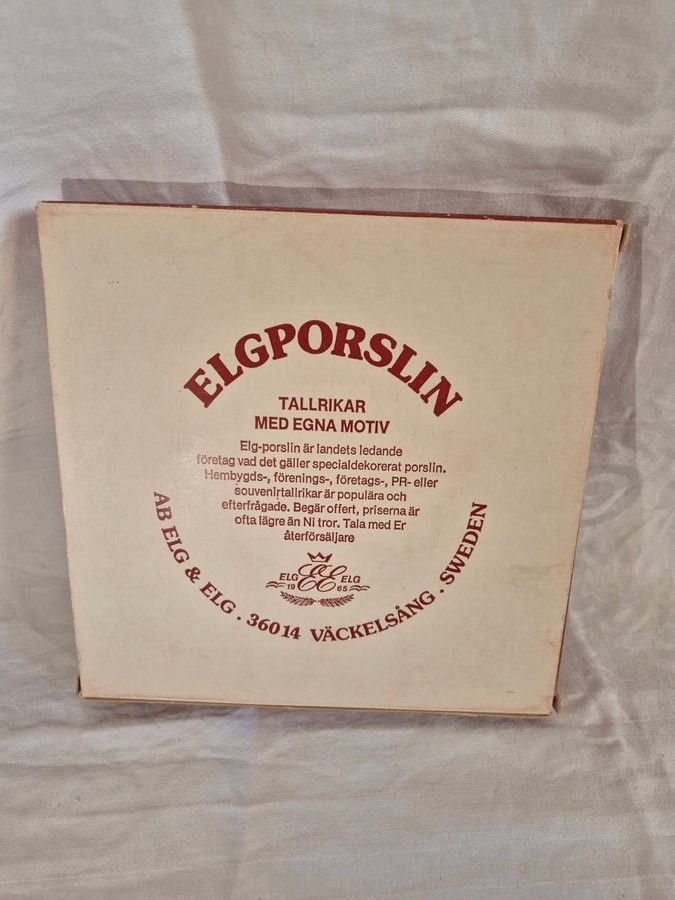 ELGPORSLIN
TALLRIKAR
MED EGNA MOTIV
Elg-porslin är landets ledande
företag vad det gäller specialdekorerat porslin.
Hembygds-, förenings-, företags-, PR- eller
souvenirtallrikar är populära och
efterfrågade. Begär offert, priserna är
ofta lägre än Ni tror. Tala med Er
återförsäljare
ELG EE ELG
19 65
AB ELG & ELG . 36014 VÄCKELSÅNG . SWEDEN